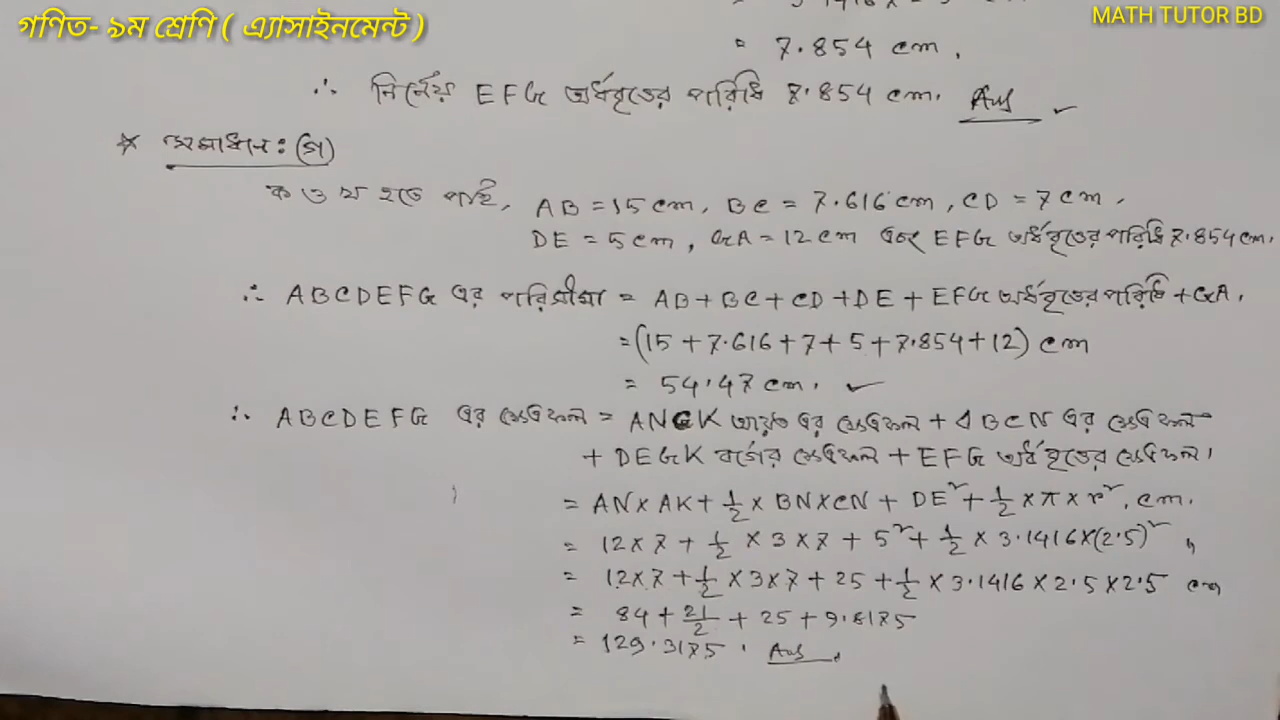 গণিত- ৯ম শ্রেণি ( এ্যাসাইনমেন্ট )
MATH TUTOR BD
= 7.854 cm.
∴ নির্ণেয় EFG অর্ধবৃত্তের পরিধি 7.854 cm. Ans ✓
* সমাধান: (গ)
ক ও খ হতে পাই, AB = 15 cm, BC = 7.616 cm, CD = 7 cm,
DE = 5 cm, GA = 12 cm এবং EFG অর্ধবৃত্তের পরিধি 7.854 cm.
∴ ABCDEFG এর পরিসীমা = AB + BC + CD + DE + EFG অর্ধবৃত্তের পরিধি + GA.
= (15 + 7.616 + 7 + 5 + 7.854 + 12) cm
= 54.47 cm. ✓
∴ ABCDEFG এর ক্ষেত্রফল = ANCK আয়ত এর ক্ষেত্রফল + Δ BCN এর ক্ষেত্রফল
+ DEGK বর্গের ক্ষেত্রফল + EFG অর্ধবৃত্তের ক্ষেত্রফল।
= AN × AK + 1/2 × BN × CN + DE² + 1/2 × π × r². cm.
= 12 × 7 + 1/2 × 3 × 7 + 5² + 1/2 × 3.1416 × (2.5)² "
= 12 × 7 + 1/2 × 3 × 7 + 25 + 1/2 × 3.1416 × 2.5 × 2.5 cm
= 84 + 21/2 + 25 + 9.8175
= 129.3175. Ans.